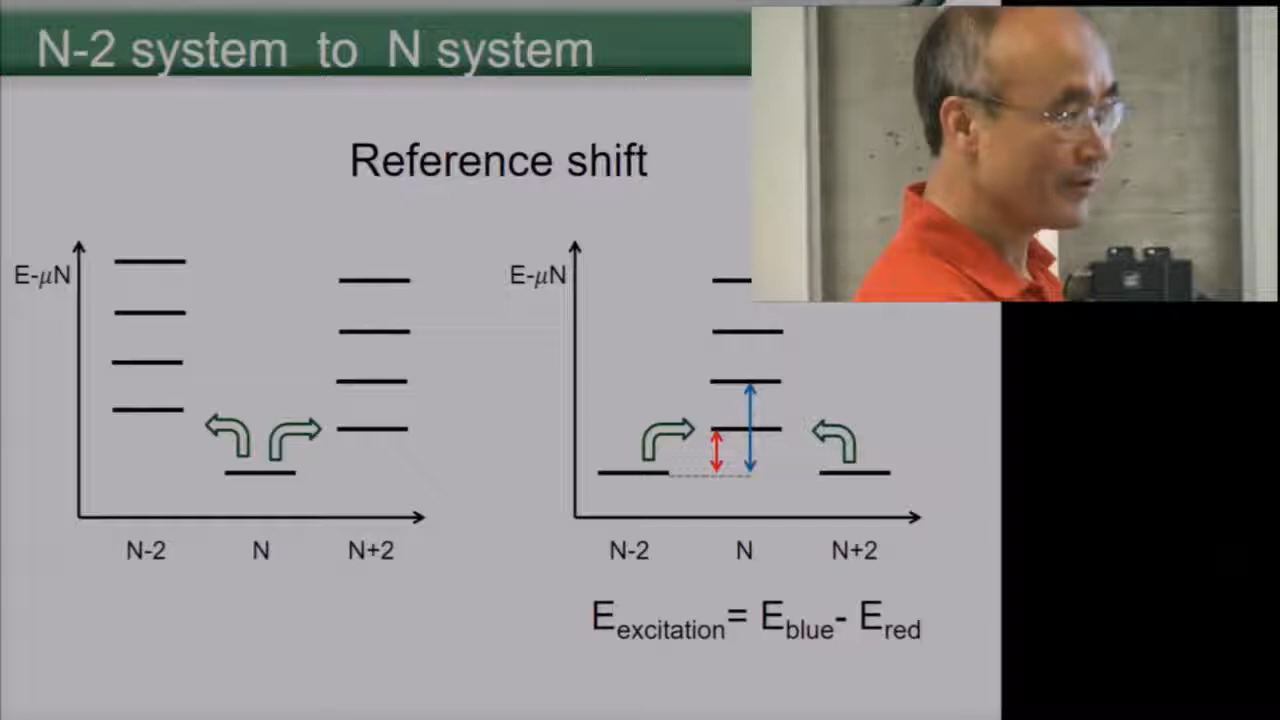 N-2 system to N system
Reference shift
E-μN
N-2 N N+2
E-μN
N-2 N N+2
Eexcitation= Eblue- Ered